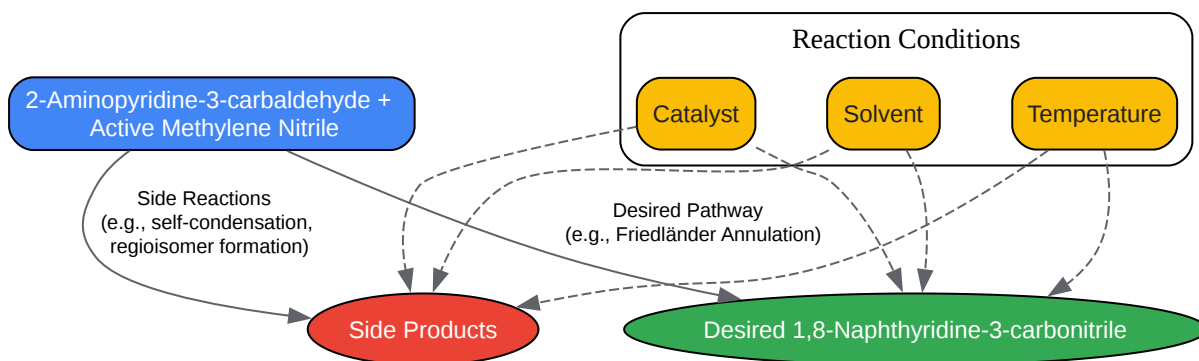 Reaction Conditions
2-Aminopyridine-3-carbaldehyde +
Active Methylene Nitrile
Catalyst
Solvent
Temperature
Side Reactions
(e.g., self-condensation,
regioisomer formation)
Desired Pathway
(e.g., Friedländer Annulation)
Side Products
Desired 1,8-Naphthyridine-3-carbonitrile